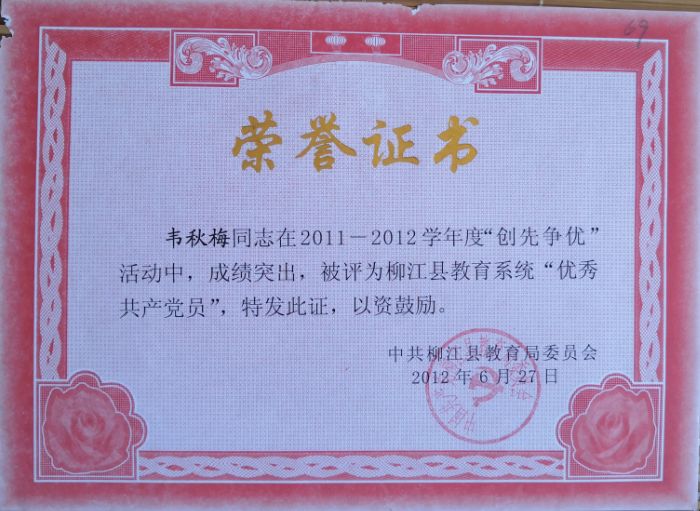 69
荣誉证书
韦秋梅同志在2011－2012学年度“创先争优”
活动中，成绩突出，被评为柳江县教育系统“优秀
共产党员”，特发此证，以资鼓励。
中共柳江县教育局委员会
2012年6月27日